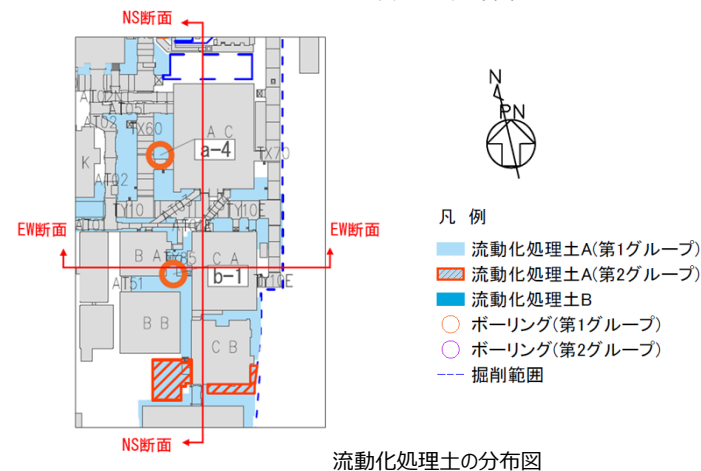 NS断面
AT02N
AT05I
AT02
TX60
A C
a-4
K
TX70
AT02
TY10
TY10E
AT01
EW断面
EW断面
B A
C A
b-1
AT51
B B
C B
NS断面
N
PN
凡 例
流動化処理土A(第1グループ)
流動化処理土A(第2グループ)
流動化処理土B
ボーリング(第1グループ)
ボーリング(第2グループ)
掘削範囲
流動化処理土の分布図